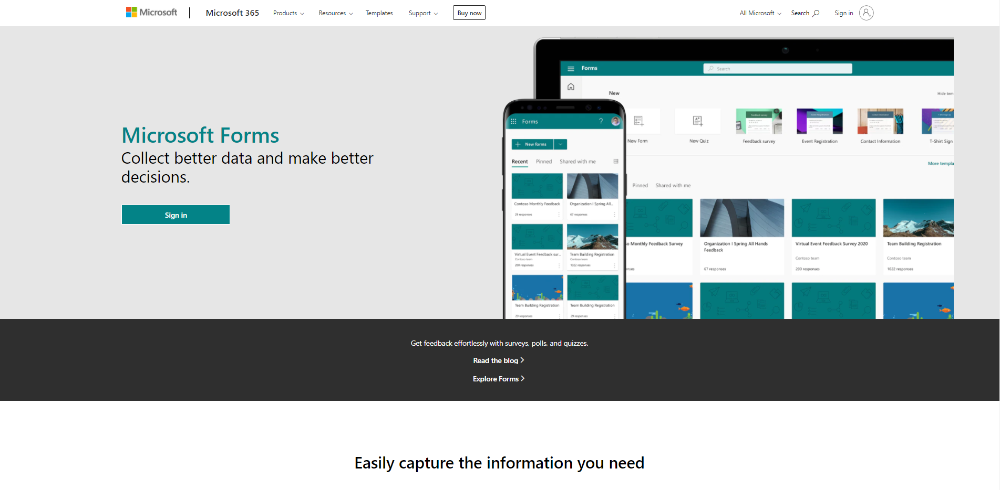 Microsoft
Microsoft 365
Products
Resources
Templates
Support
Buy now
All Microsoft
Search
Sign in
Microsoft Forms
Collect better data and make better
decisions.
Sign in
Forms
Search
New
Hide tem
New Form
New Quiz
Feedback survey
Event Registration
Contact Information
T-Shirt Sign
More templa
Pinned
Shared with me
o Monthly Feedback Survey
nses
Organization | Spring All Hands
Feedback
67 responses
Virtual Event Feedback Survey 2020
Contoso team
200 responses
Team Building Registration
Contoso team
1022 responses
Forms
?
New forms
Recent
Pinned
Shared with me
Contoso Monthly Feedback
29 responses
Organization | Spring All...
67 responses
Virtual Event Feedback sur...
Contoso team
200 responses
Team Building Registration
Contoso team
1022 responses
Team Building Registration
29 responses
Team Building Registration
29 responses
Get feedback effortlessly with surveys, polls, and quizzes.
Read the blog
Explore Forms
Easily capture the information you need